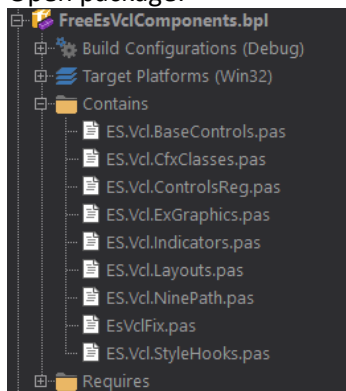 Open package.
FreeEsVclComponents.bpl
Build Configurations (Debug)
Target Platforms (Win32)
Contains
ES.Vcl.BaseControls.pas
ES.Vcl.CfxClasses.pas
ES.Vcl.ControlsReg.pas
ES.Vcl.ExGraphics.pas
ES.Vcl.Indicators.pas
ES.Vcl.Layouts.pas
ES.Vcl.NinePath.pas
EsVclFix.pas
ES.Vcl.StyleHooks.pas
Requires